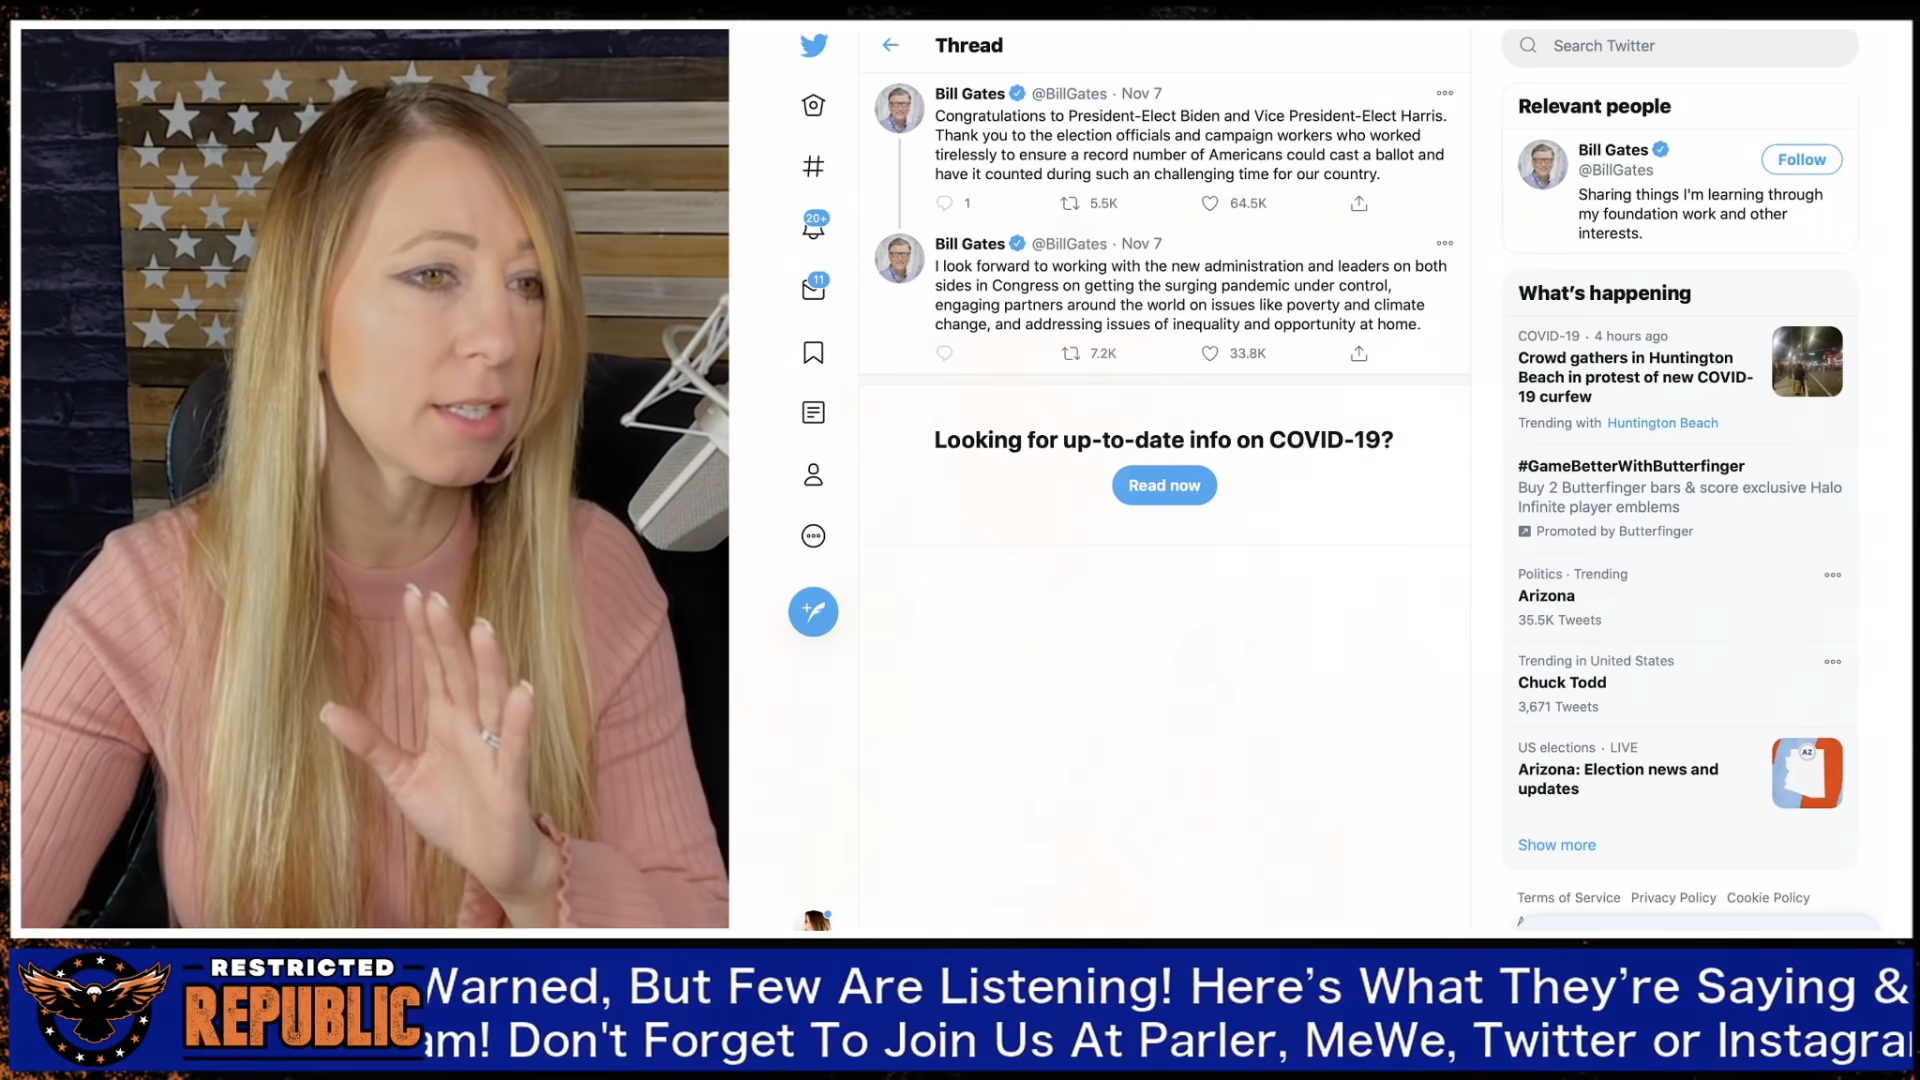 Thread
Search Twitter
Bill Gates @BillGates · Nov 7
Congratulations to President-Elect Biden and Vice President-Elect Harris.
Thank you to the election officials and campaign workers who worked
tirelessly to ensure a record number of Americans could cast a ballot and
have it counted during such an challenging time for our country.
1 5.5K 64.5K
Bill Gates @BillGates · Nov 7
I look forward to working with the new administration and leaders on both
sides in Congress on getting the surging pandemic under control,
engaging partners around the world on issues like poverty and climate
change, and addressing issues of inequality and opportunity at home.
7.2K 33.8K
Looking for up-to-date info on COVID-19?
Read now
20+
11
Relevant people
Bill Gates
@BillGates
Follow
Sharing things I'm learning through
my foundation work and other
interests.
What's happening
COVID-19 · 4 hours ago
Crowd gathers in Huntington
Beach in protest of new COVID-
19 curfew
Trending with Huntington Beach
#GameBetterWithButterfinger
Buy 2 Butterfinger bars & score exclusive Halo
Infinite player emblems
Promoted by Butterfinger
Politics · Trending
Arizona
35.5K Tweets
Trending in United States
Chuck Todd
3,671 Tweets
US elections · LIVE
Arizona: Election news and
updates
AZ
Show more
Terms of Service Privacy Policy Cookie Policy
RESTRICTED
REPUBLIC
Warned, But Few Are Listening! Here's What They're Saying &
am! Don't Forget To Join Us At Parler, MeWe, Twitter or Instagra